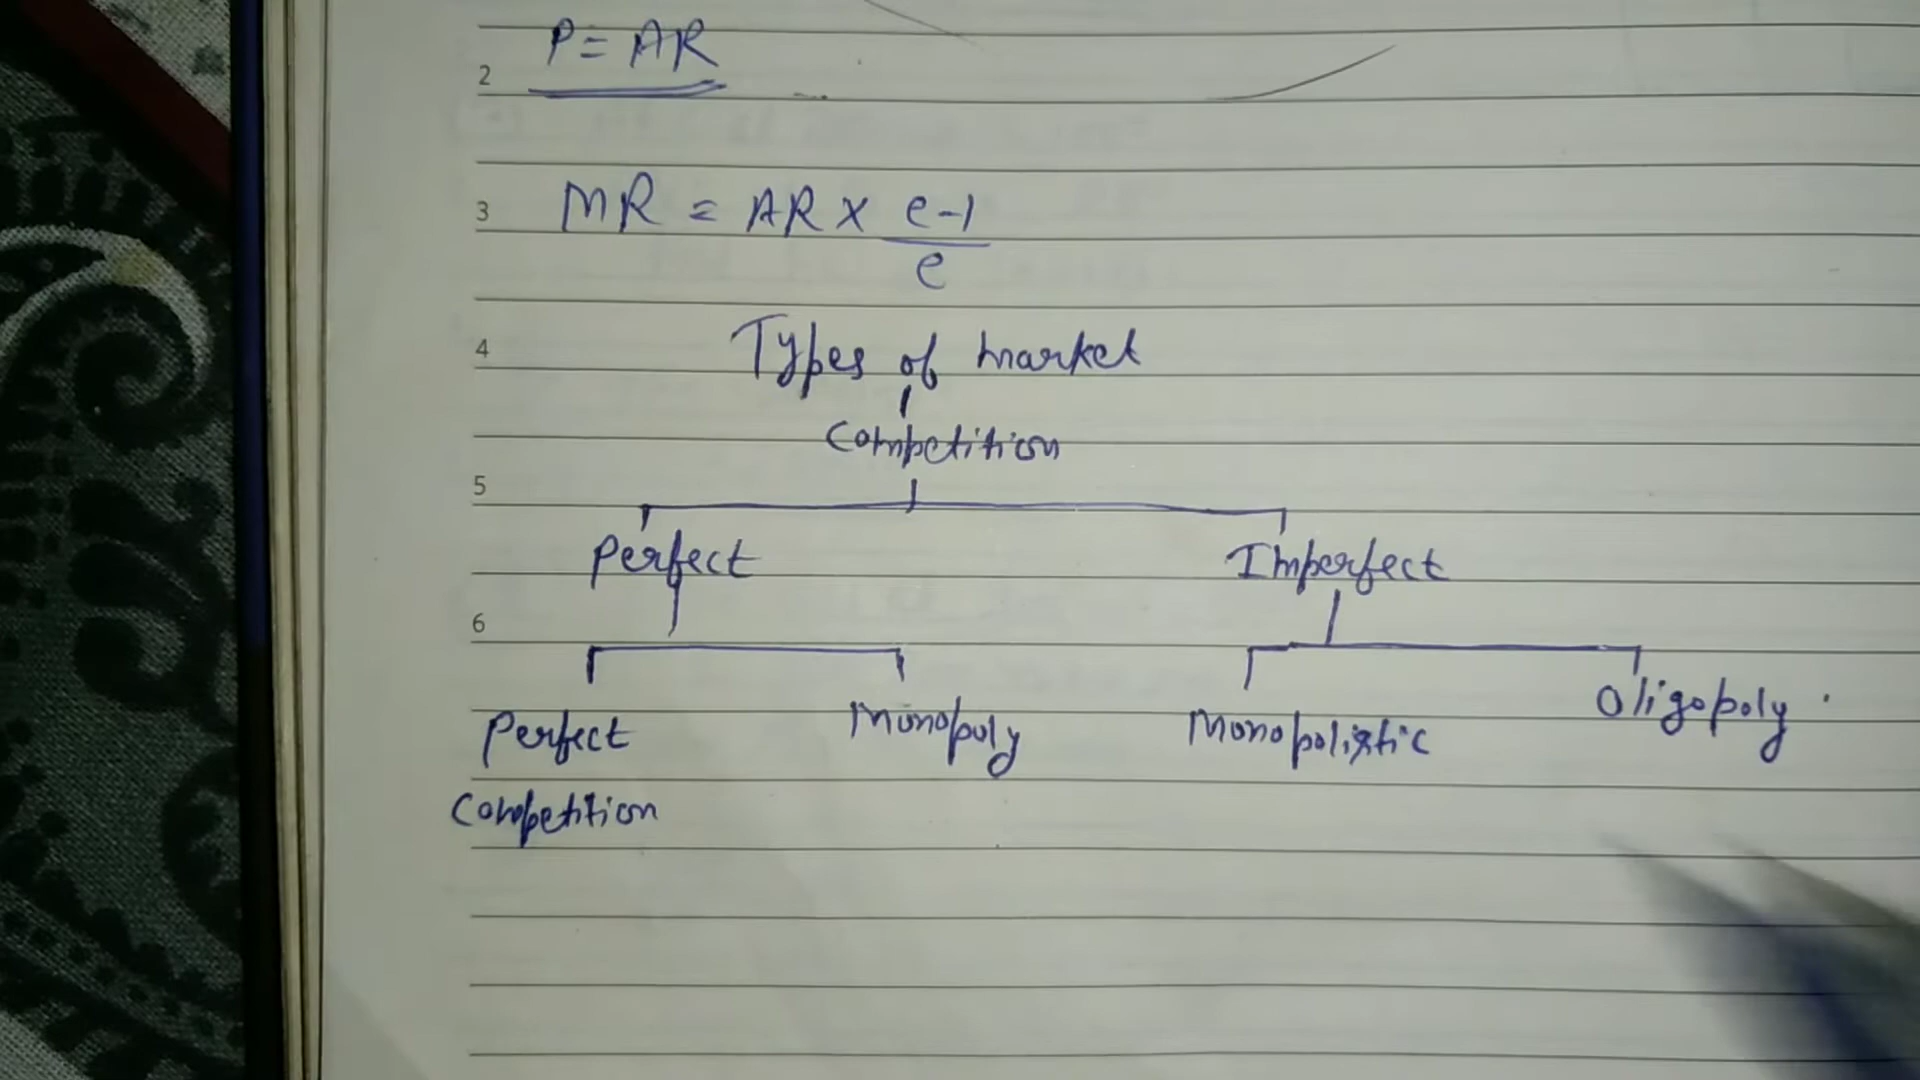 P = AR
2
3 MR = AR × e-1
e
4 Types of market
Competition
5
Perfect Imperfect
6
Perfect Monopoly Monopolistic Oligopoly
Competition